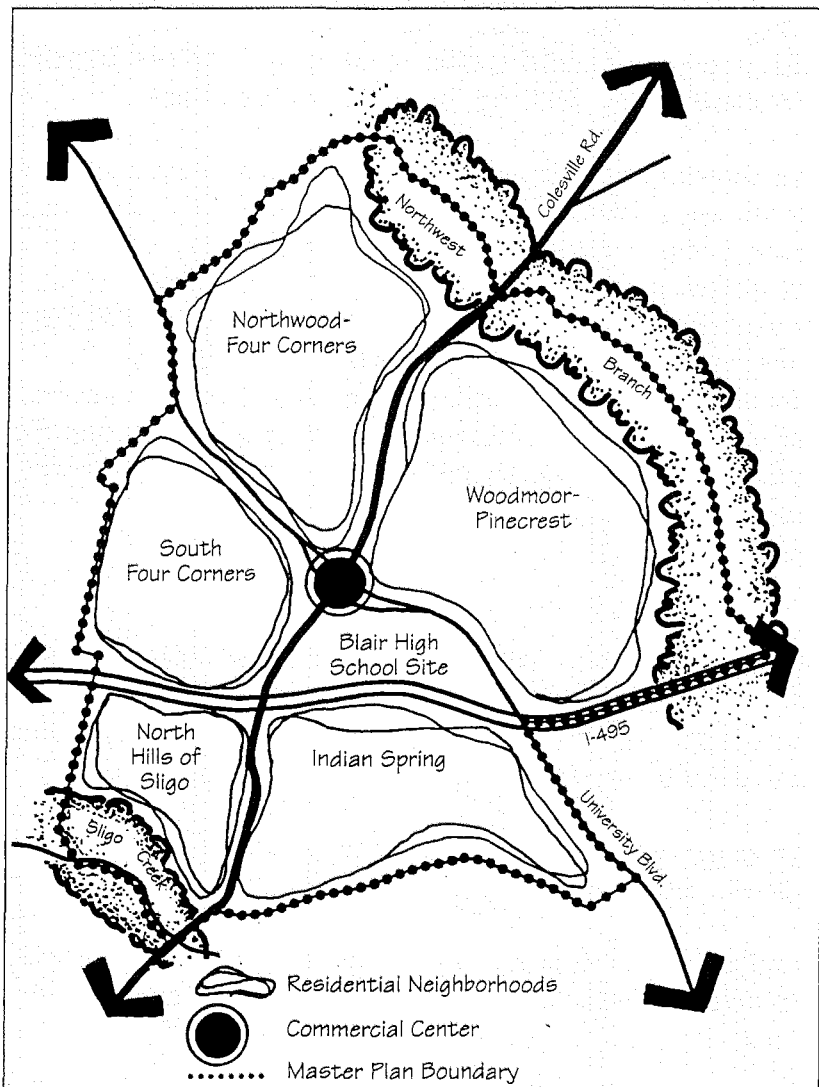 Colesville Rd.
Northwest
Northwood-
Four Corners
Branch
Woodmoor-
Pinecrest
South
Four Corners
Blair High
School Site
I-495
North
Hills of
Sligo
Indian Spring
University Blvd.
Sligo Creek
Residential Neighborhoods
Commercial Center
Master Plan Boundary